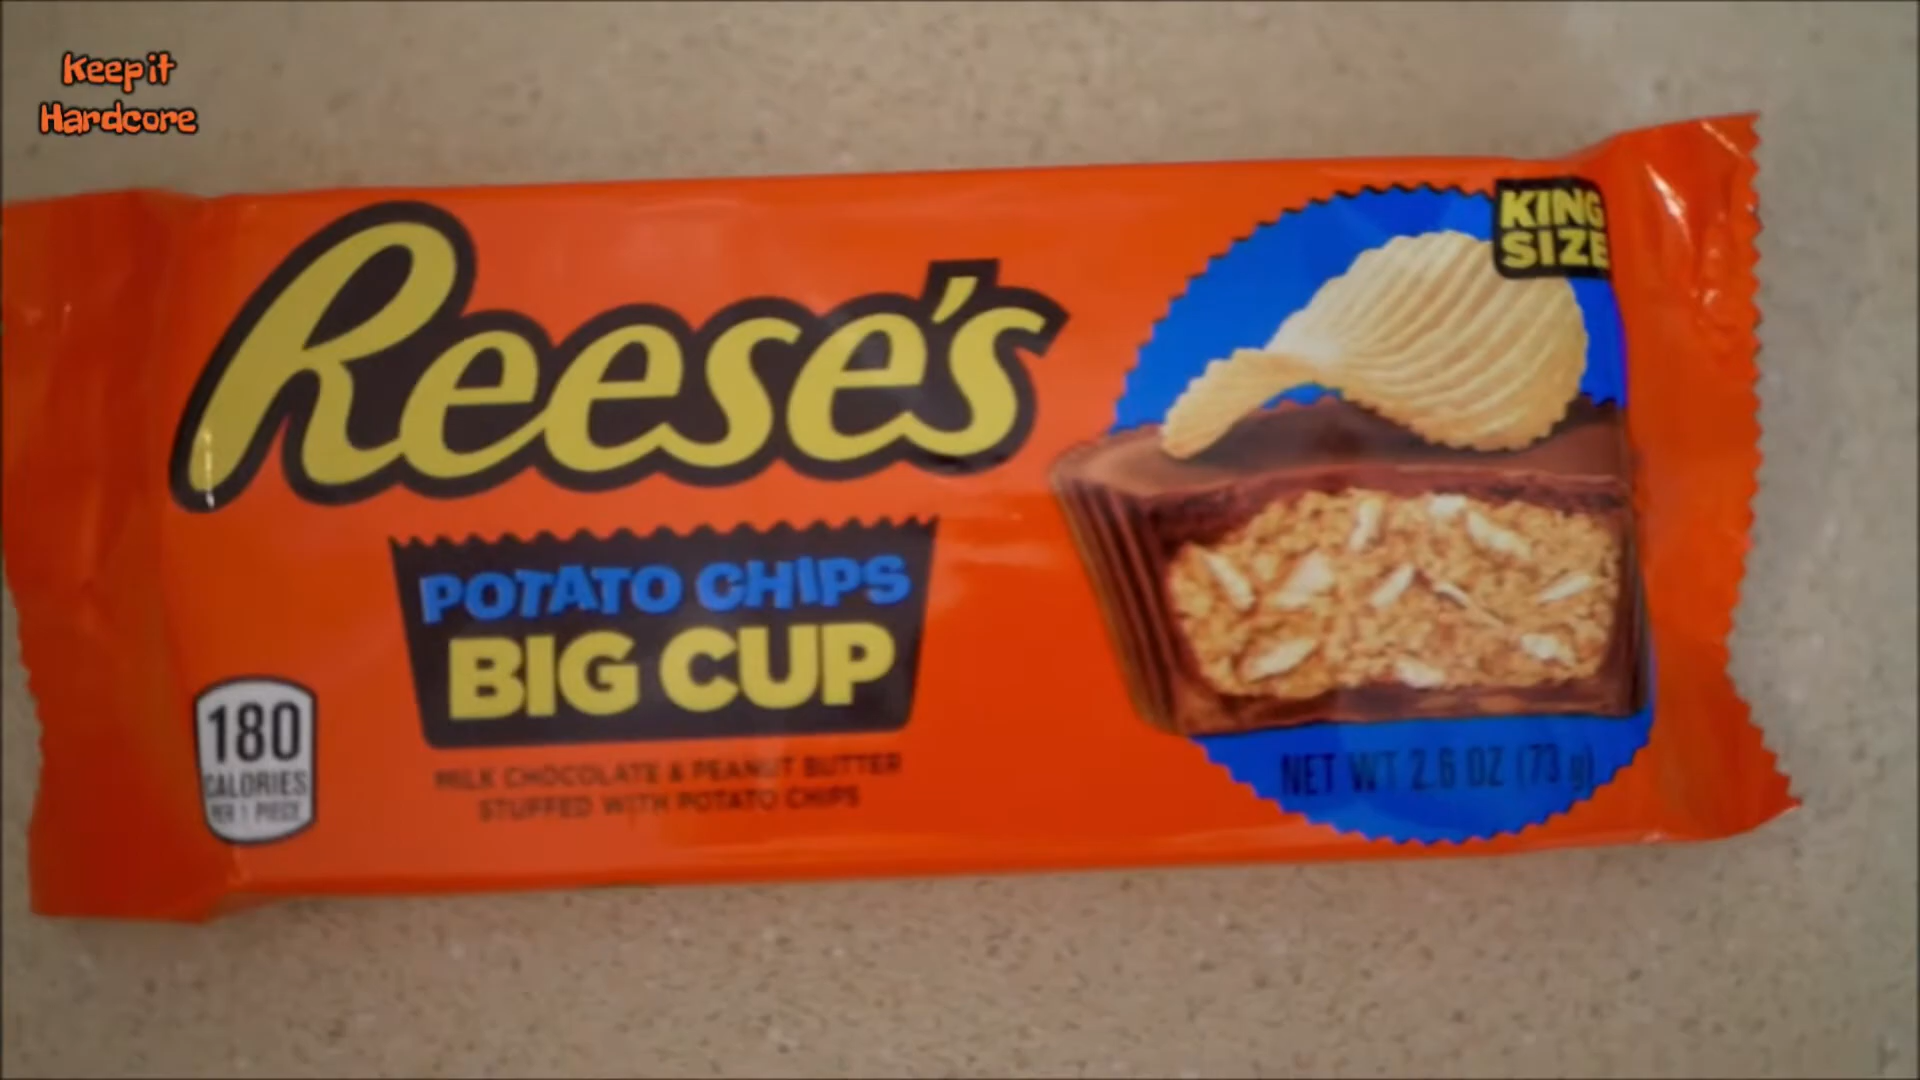 Keep it
Hardcore
KING
SIZE
Reese's
POTATO CHIPS
BIG CUP
180
CALORIES
PER 1 PIECE
MILK CHOCOLATE & PEANUT BUTTER
STUFFED WITH POTATO CHIPS
NET WT 2.6 OZ (73 g)